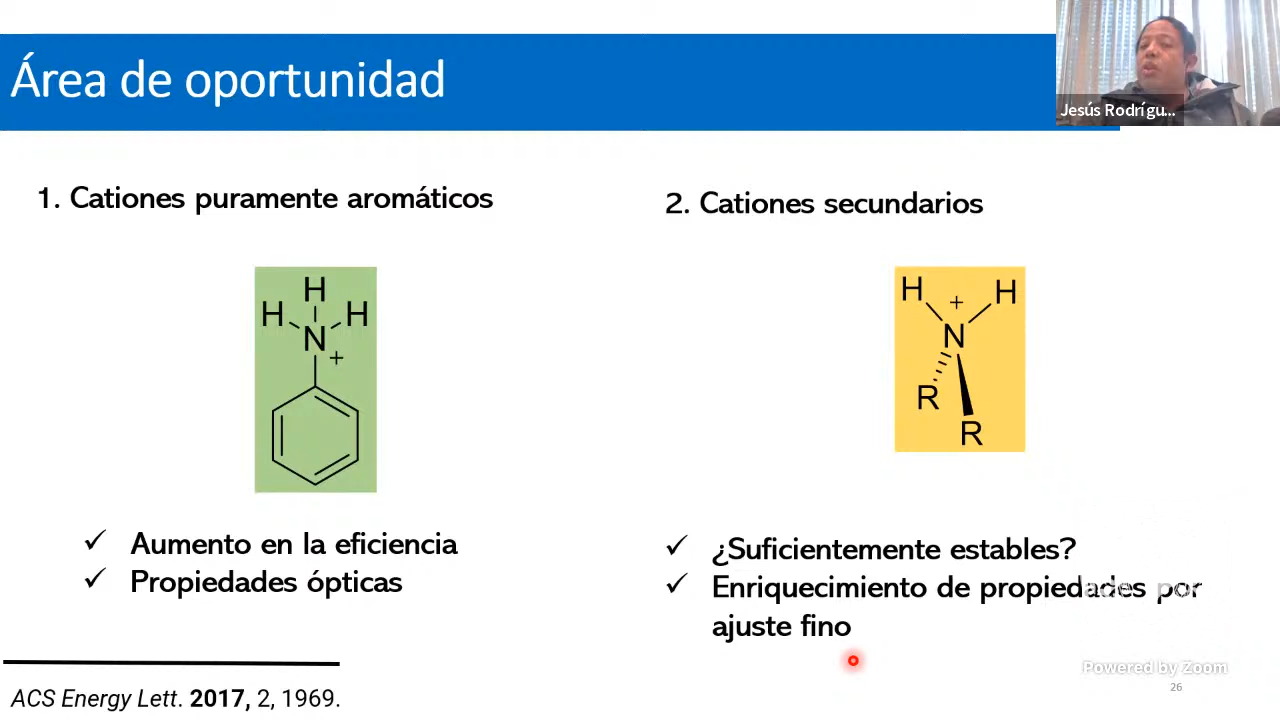 Área de oportunidad
Jesús Rodrígu...
1. Cationes puramente aromáticos
2. Cationes secundarios
H
H H
N
+
H + H
N
R
R
✓ Aumento en la eficiencia
✓ Propiedades ópticas
✓ ¿Suficientemente estables?
✓ Enriquecimiento de propiedades por
ajuste fino
Powered by Zoom
ACS Energy Lett. 2017, 2, 1969.
26